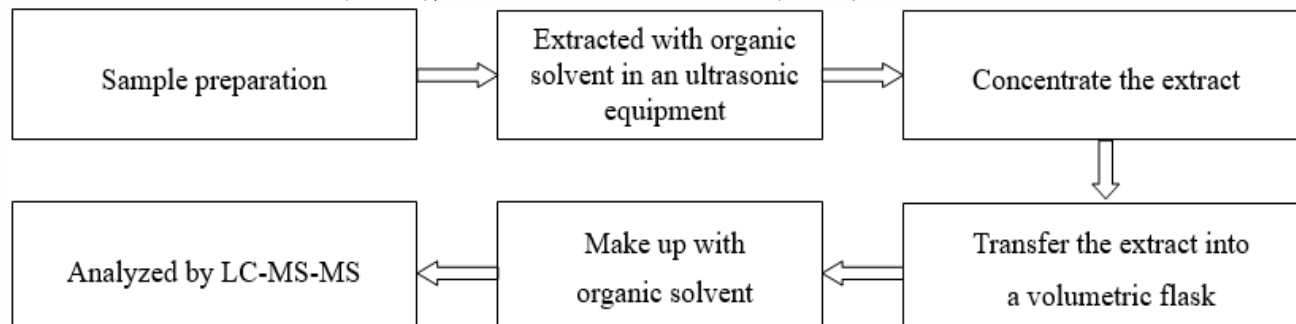 Sample preparation
Extracted with organic
solvent in an ultrasonic
equipment
Concentrate the extract
Transfer the extract into
a volumetric flask
Make up with
organic solvent
Analyzed by LC-MS-MS